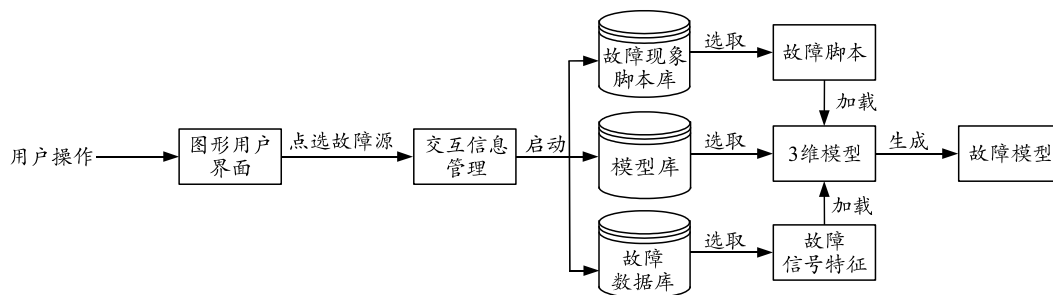 故障现象
脚本库
选取
故障脚本
加载
用户操作
图形用户
界面
点选故障源
交互信息
管理
启动
模型库
选取
3维模型
生成
故障模型
加载
故障
数据库
选取
故障
信号特征